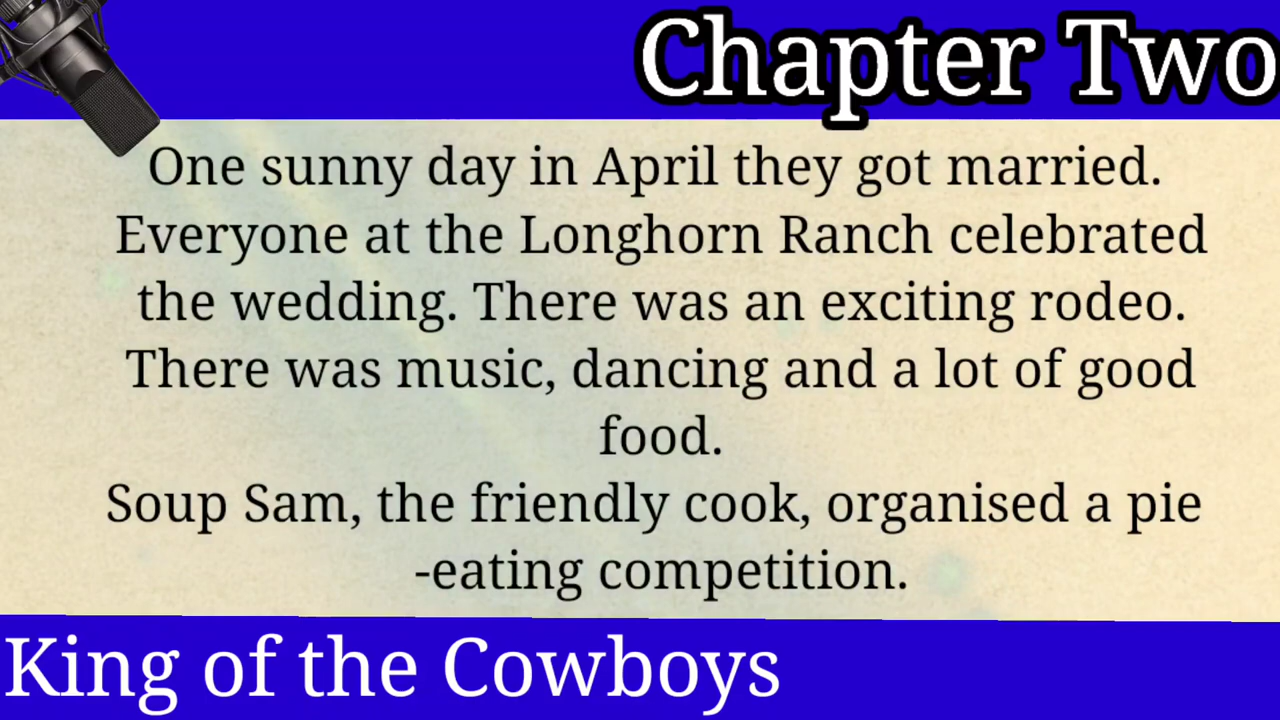 Chapter Two
One sunny day in April they got married.
Everyone at the Longhorn Ranch celebrated
the wedding. There was an exciting rodeo.
There was music, dancing and a lot of good
food.
Soup Sam, the friendly cook, organised a pie
-eating competition.
King of the Cowboys